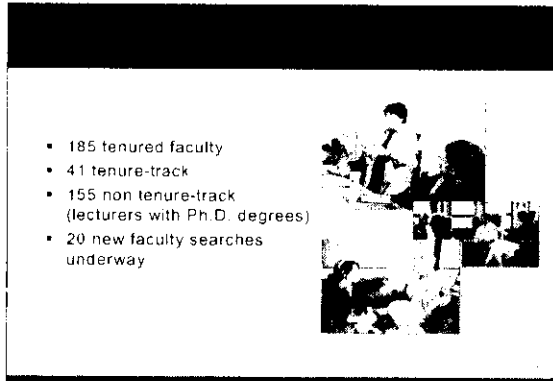 ▪ 185 tenured faculty
▪ 41 tenure-track
▪ 155 non tenure-track
(lecturers with Ph.D. degrees)
▪ 20 new faculty searches
underway